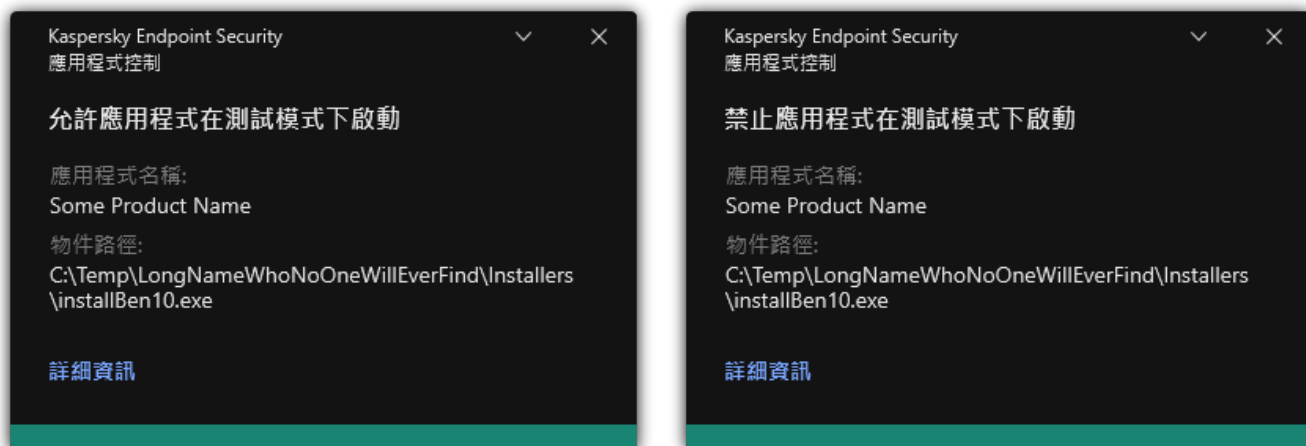 Kaspersky Endpoint Security
應用程式控制
允許應用程式在測試模式下啟動
應用程式名稱:
Some Product Name
物件路徑:
C:\Temp\LongNameWhoNoOneWillEverFind\Installers
\installBen10.exe
詳細資訊
Kaspersky Endpoint Security
應用程式控制
禁止應用程式在測試模式下啟動
應用程式名稱:
Some Product Name
物件路徑:
C:\Temp\LongNameWhoNoOneWillEverFind\Installers
\installBen10.exe
詳細資訊